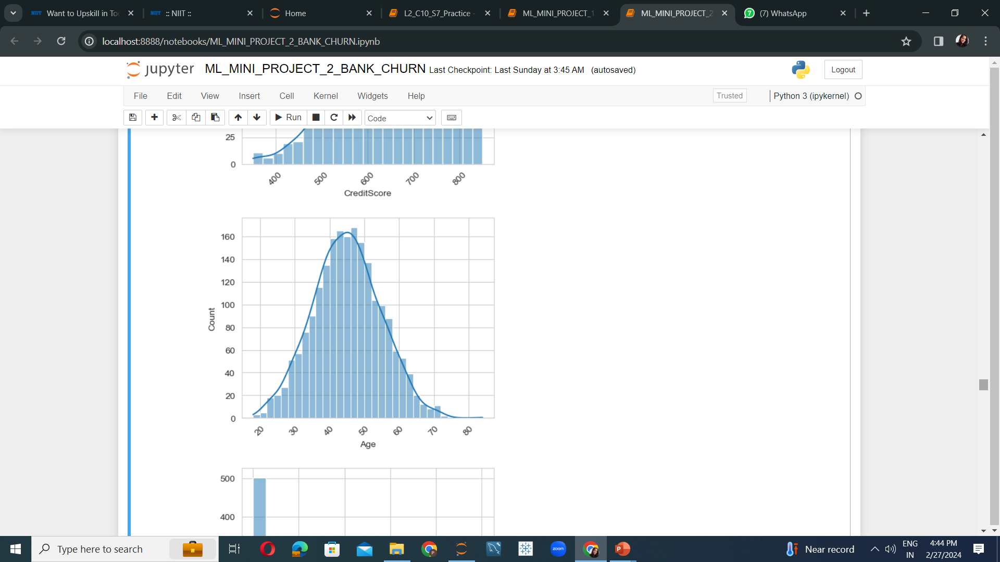 Want to Upskill in Too
:: NIIT ::
Home
L2_C10_S7_Practice -
ML_MINI_PROJECT_1
ML_MINI_PROJECT_2
(7) WhatsApp
localhost:8888/notebooks/ML_MINI_PROJECT_2_BANK_CHURN.ipynb
jupyter ML_MINI_PROJECT_2_BANK_CHURN Last Checkpoint: Last Sunday at 3:45 AM (autosaved)
Logout
File Edit View Insert Cell Kernel Widgets Help
Trusted
Python 3 (ipykernel)
Run
Code
25
0
400 500 600 700 800
CreditScore
160
140
120
100
80
60
40
20
0
Count
20 30 40 50 60 70 80
Age
500
400
Type here to search
zoom
Near record
ENG
IN
4:44 PM
2/27/2024